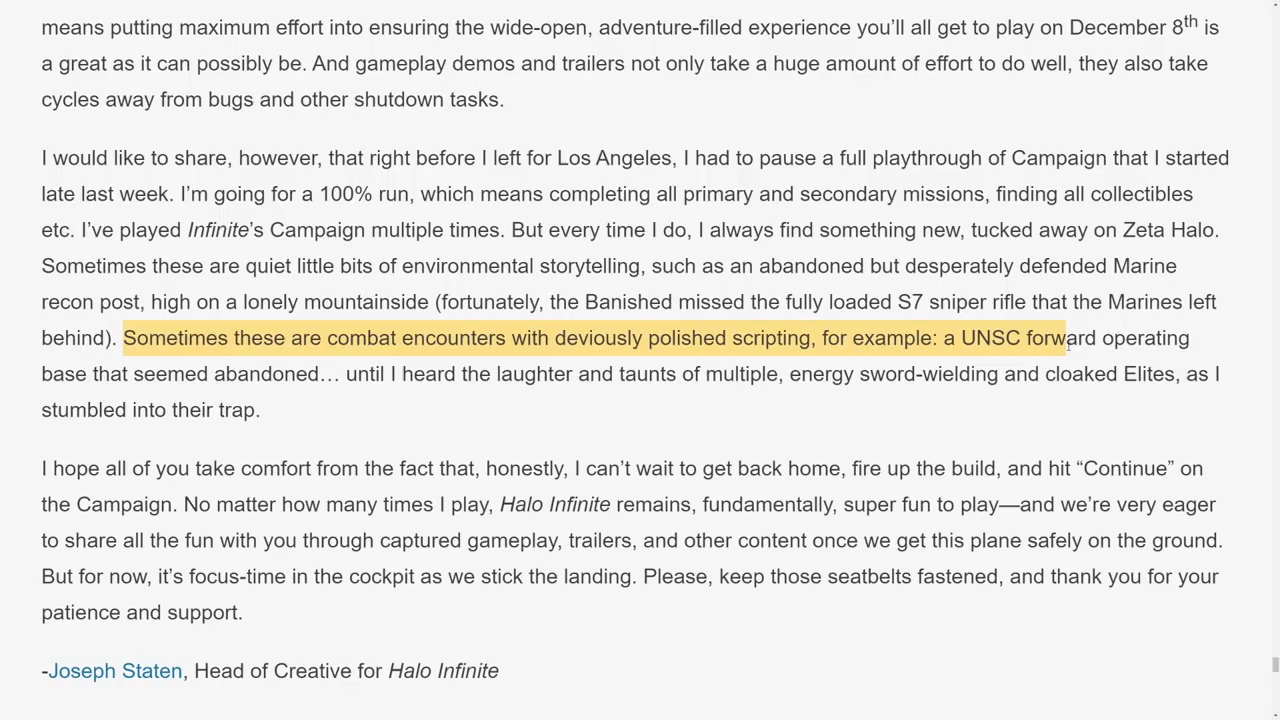 means putting maximum effort into ensuring the wide-open, adventure-filled experience you’ll all get to play on December 8th is
a great as it can possibly be. And gameplay demos and trailers not only take a huge amount of effort to do well, they also take
cycles away from bugs and other shutdown tasks.
I would like to share, however, that right before I left for Los Angeles, I had to pause a full playthrough of Campaign that I started
late last week. I’m going for a 100% run, which means completing all primary and secondary missions, finding all collectibles
etc. I’ve played Infinite’s Campaign multiple times. But every time I do, I always find something new, tucked away on Zeta Halo.
Sometimes these are quiet little bits of environmental storytelling, such as an abandoned but desperately defended Marine
recon post, high on a lonely mountainside (fortunately, the Banished missed the fully loaded S7 sniper rifle that the Marines left
behind). Sometimes these are combat encounters with deviously polished scripting, for example: a UNSC forward operating
base that seemed abandoned… until I heard the laughter and taunts of multiple, energy sword-wielding and cloaked Elites, as I
stumbled into their trap.
I hope all of you take comfort from the fact that, honestly, I can’t wait to get back home, fire up the build, and hit “Continue” on
the Campaign. No matter how many times I play, Halo Infinite remains, fundamentally, super fun to play—and we’re very eager
to share all the fun with you through captured gameplay, trailers, and other content once we get this plane safely on the ground.
But for now, it’s focus-time in the cockpit as we stick the landing. Please, keep those seatbelts fastened, and thank you for your
patience and support.
-Joseph Staten, Head of Creative for Halo Infinite